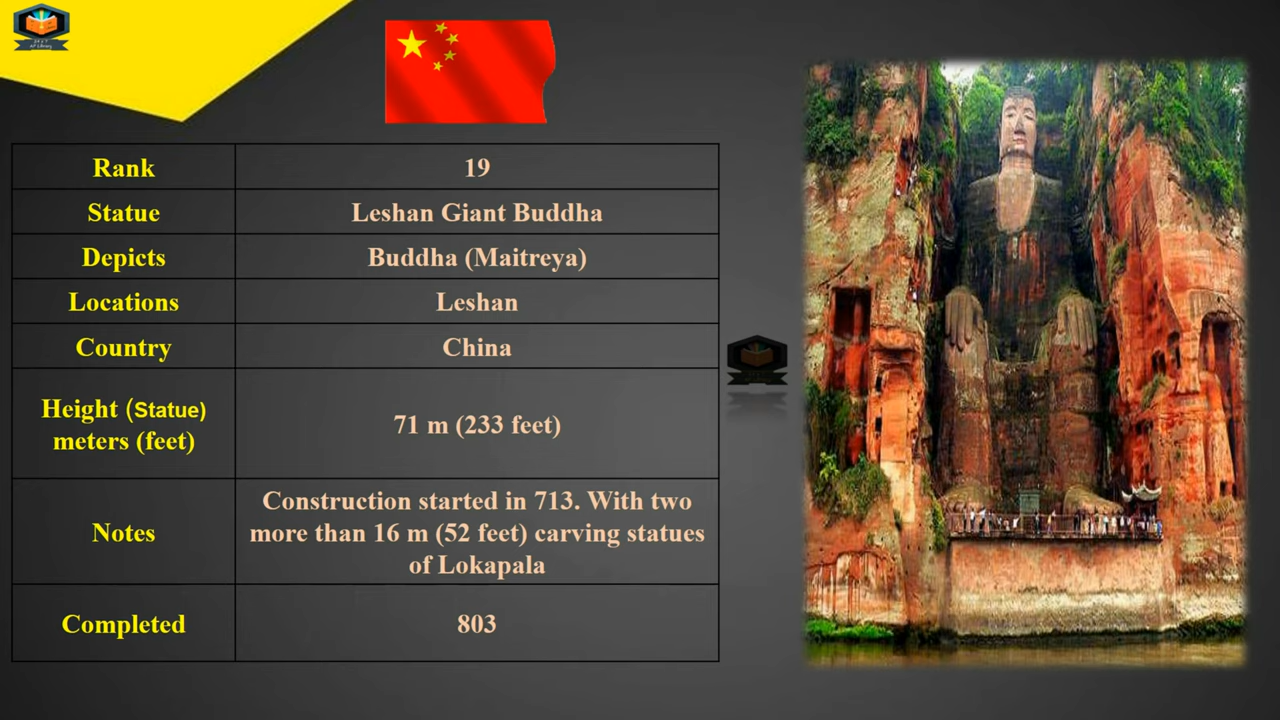 Rank
19
Statue
Leshan Giant Buddha
Depicts
Buddha (Maitreya)
Locations
Leshan
Country
China
Height (Statue)
meters (feet)
71 m (233 feet)
Notes
Construction started in 713. With two
more than 16 m (52 feet) carving statues
of Lokapala
Completed
803